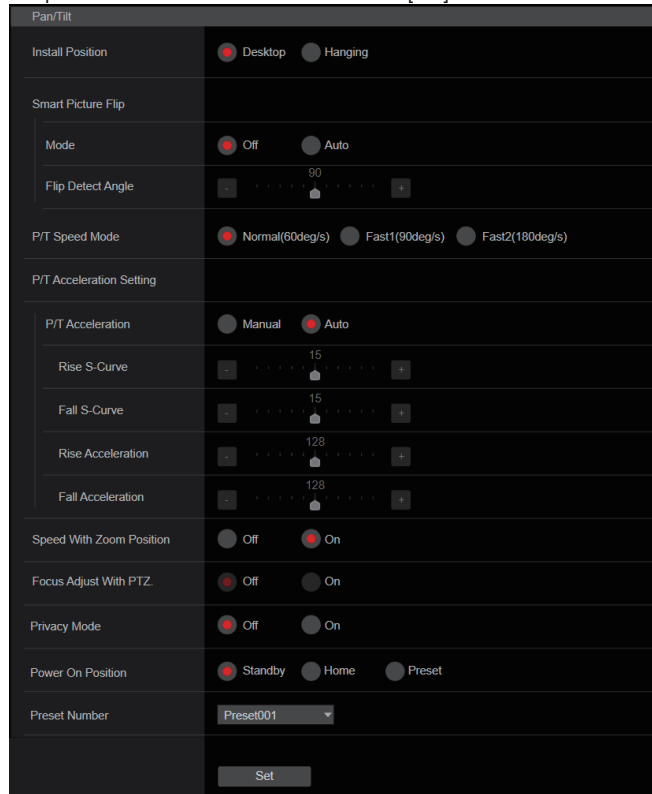 Pan/Tilt
Install Position Desktop Hanging
Smart Picture Flip
Mode Off Auto
90
Flip Detect Angle - +
P/T Speed Mode Normal(60deg/s) Fast1(90deg/s) Fast2(180deg/s)
P/T Acceleration Setting
P/T Acceleration Manual Auto
15
Rise S-Curve - +
15
Fall S-Curve - +
128
Rise Acceleration - +
128
Fall Acceleration - +
Speed With Zoom Position Off On
Focus Adjust With PTZ. Off On
Privacy Mode Off On
Power On Position Standby Home Preset
Preset Number Preset001
Set